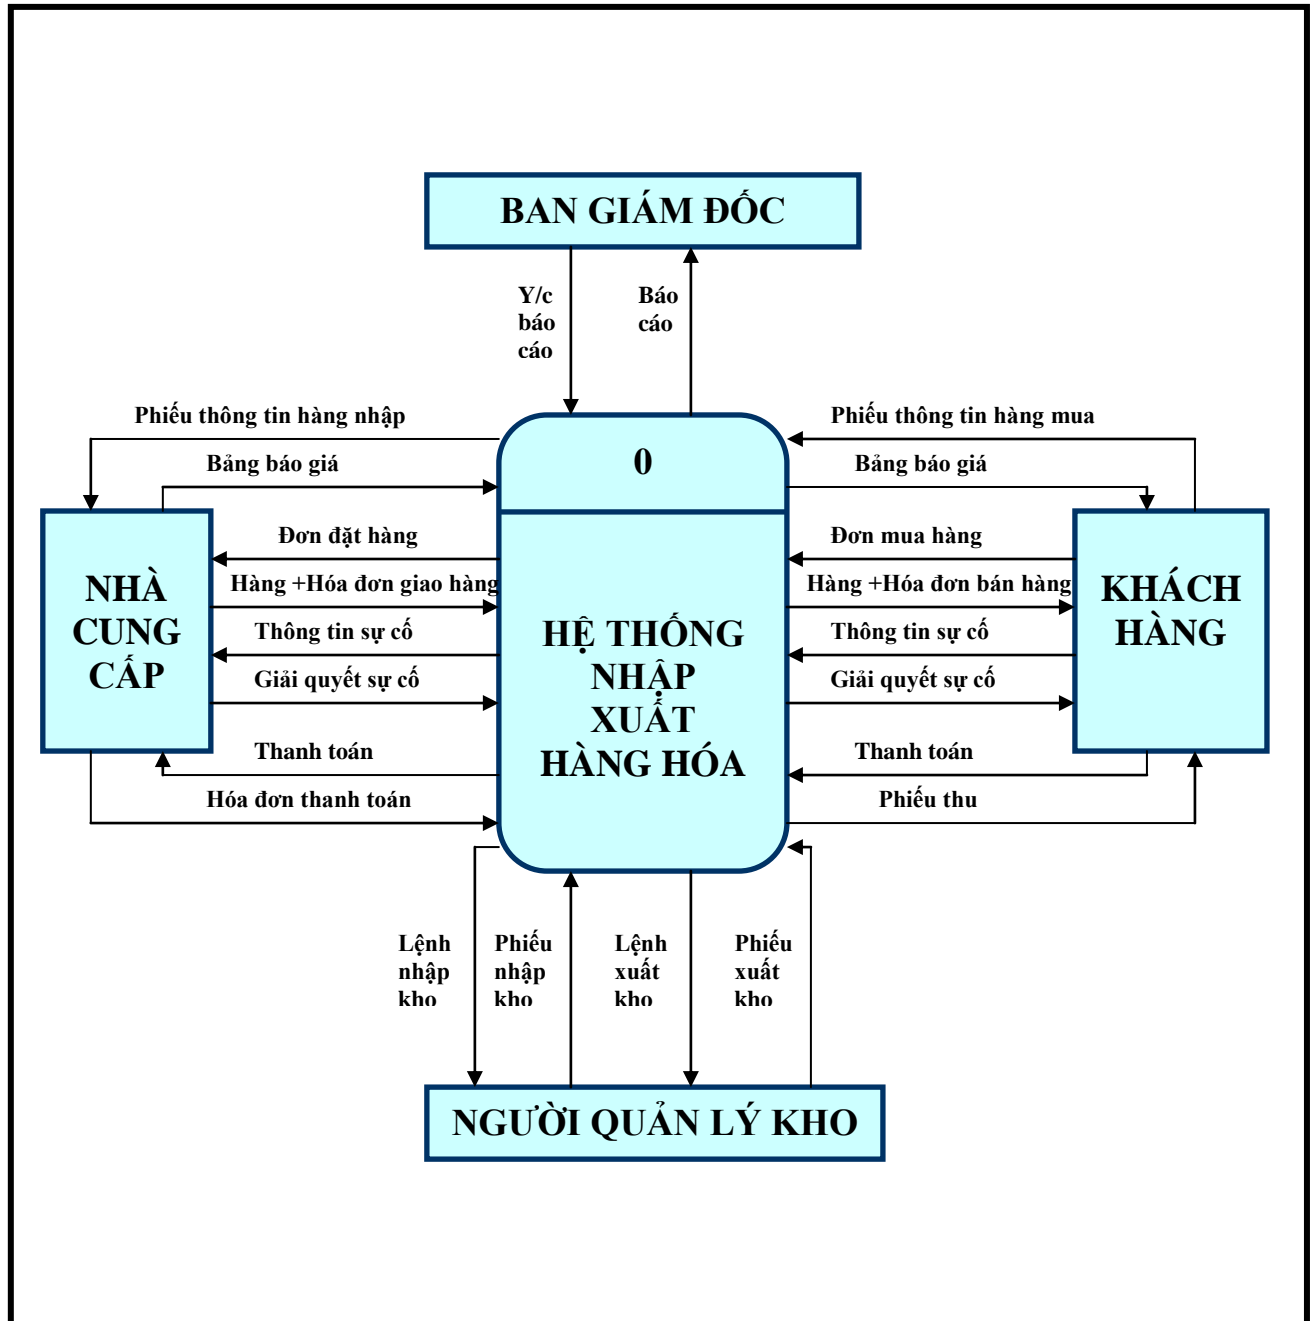 BAN GIÁM ĐỐC
Y/c
báo
cáo
Báo
cáo
Phiếu thông tin hàng nhập
Bảng báo giá
Phiếu thông tin hàng mua
Bảng báo giá
0
NHÀ
CUNG
CẤP
Đơn đặt hàng
Hàng +Hóa đơn giao hàng
Thông tin sự cố
Giải quyết sự cố
Thanh toán
Hóa đơn thanh toán
HỆ THỐNG
NHẬP
XUẤT
HÀNG HÓA
Đơn mua hàng
Hàng +Hóa đơn bán hàng
Thông tin sự cố
Giải quyết sự cố
Thanh toán
Phiếu thu
KHÁCH
HÀNG
Lệnh
nhập
kho
Phiếu
nhập
kho
Lệnh
xuất
kho
Phiếu
xuất
kho
NGƯỜI QUẢN LÝ KHO